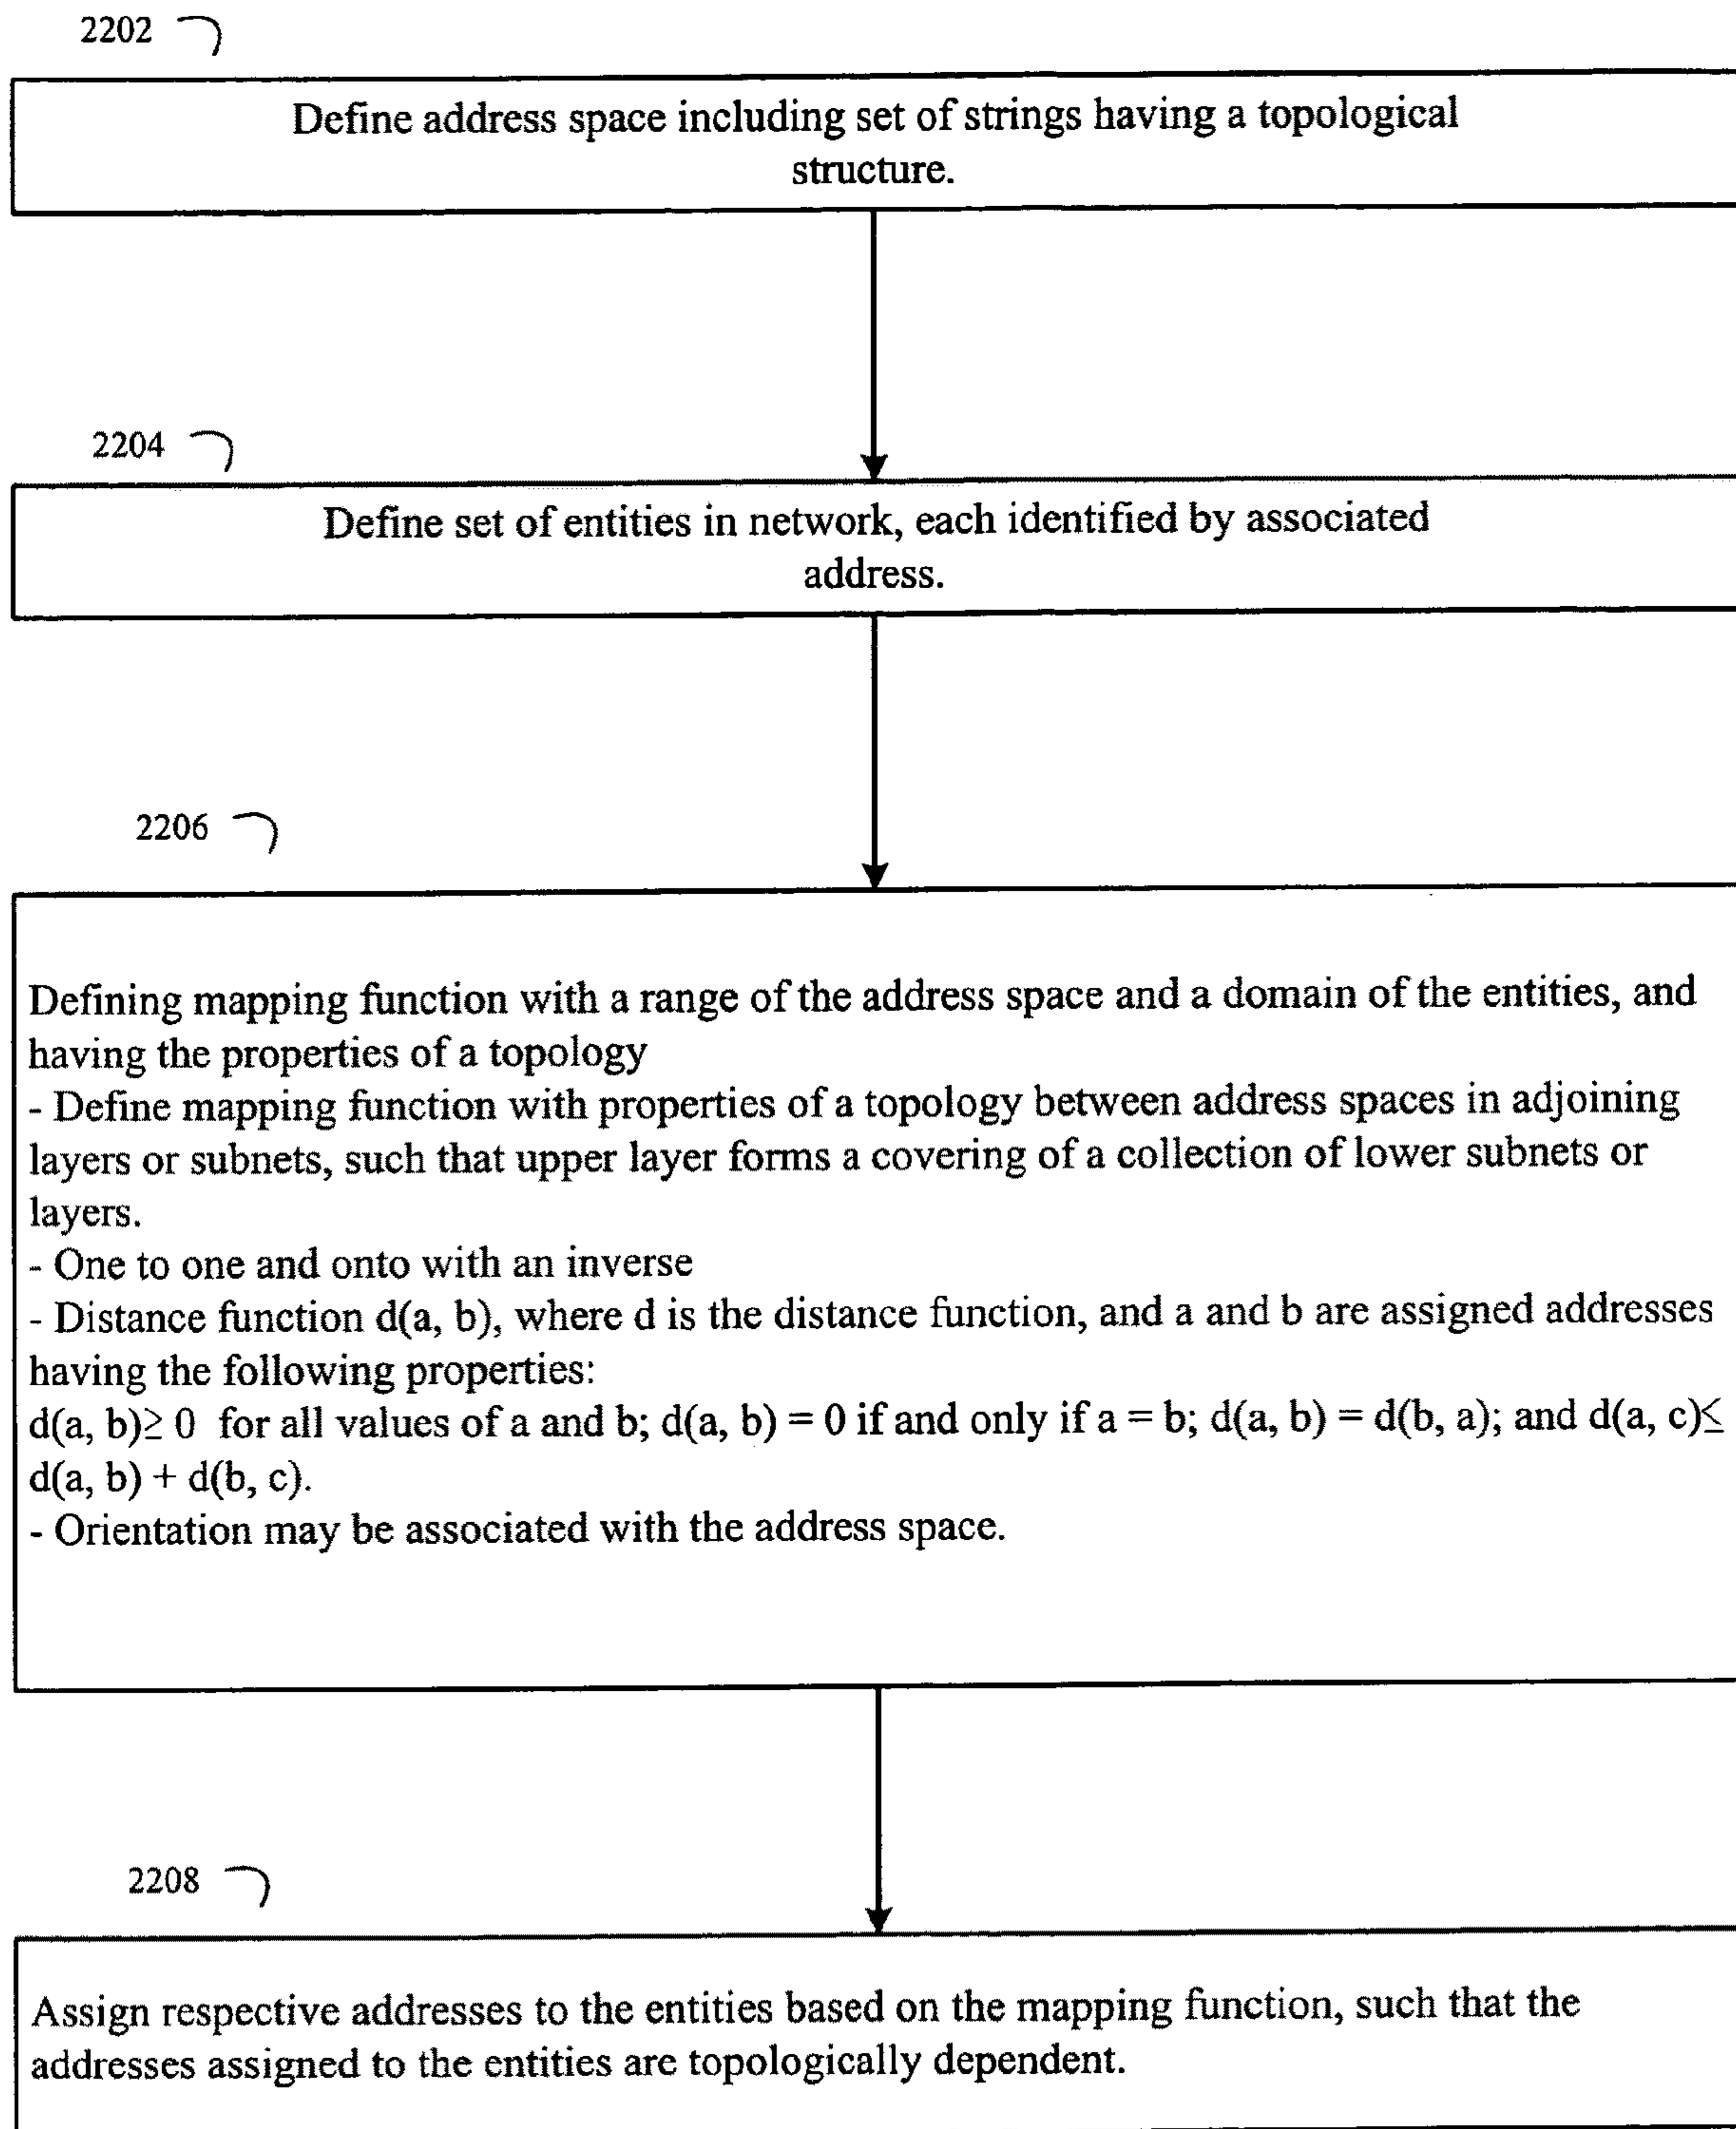 2202
Define address space including set of strings having a topological
structure.
2204
Define set of entities in network, each identified by associated
address.
2206
Defining mapping function with a range of the address space and a domain of the entities, and
having the properties of a topology
- Define mapping function with properties of a topology between address spaces in adjoining
layers or subnets, such that upper layer forms a covering of a collection of lower subnets or
layers.
- One to one and onto with an inverse
- Distance function d(a, b), where d is the distance function, and a and b are assigned addresses
having the following properties:
d(a, b)≥ 0 for all values of a and b; d(a, b) = 0 if and only if a = b; d(a, b) = d(b, a); and d(a, c)≤
d(a, b) + d(b, c).
- Orientation may be associated with the address space.
2208
Assign respective addresses to the entities based on the mapping function, such that the
addresses assigned to the entities are topologically dependent.